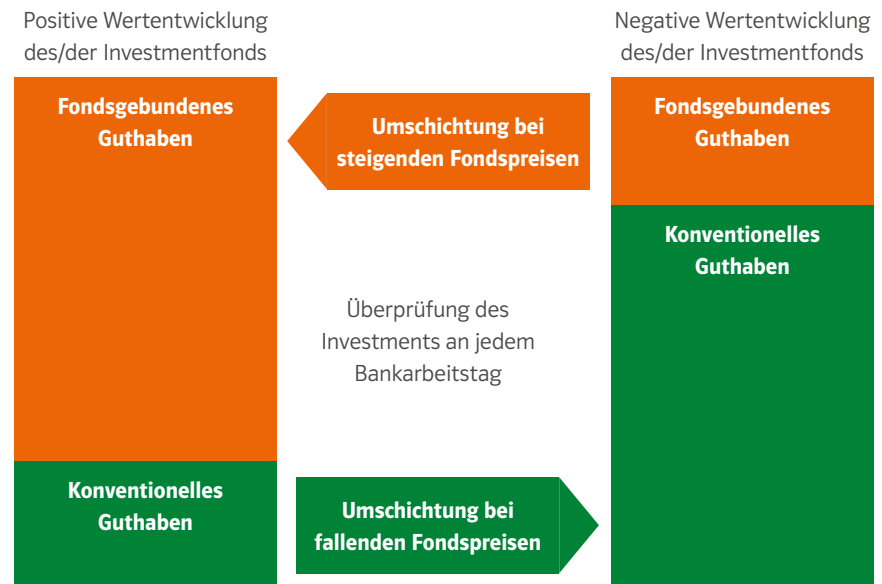 Positive Wertentwicklung
des/der Investmentfonds
Fondsgebundenes
Guthaben
Konventionelles
Guthaben
Umschichtung bei
steigenden Fondspreisen
Überprüfung des
Investments an jedem
Bankarbeitstag
Umschichtung bei
fallenden Fondspreisen
Negative Wertentwicklung
des/der Investmentfonds
Fondsgebundenes
Guthaben
Konventionelles
Guthaben